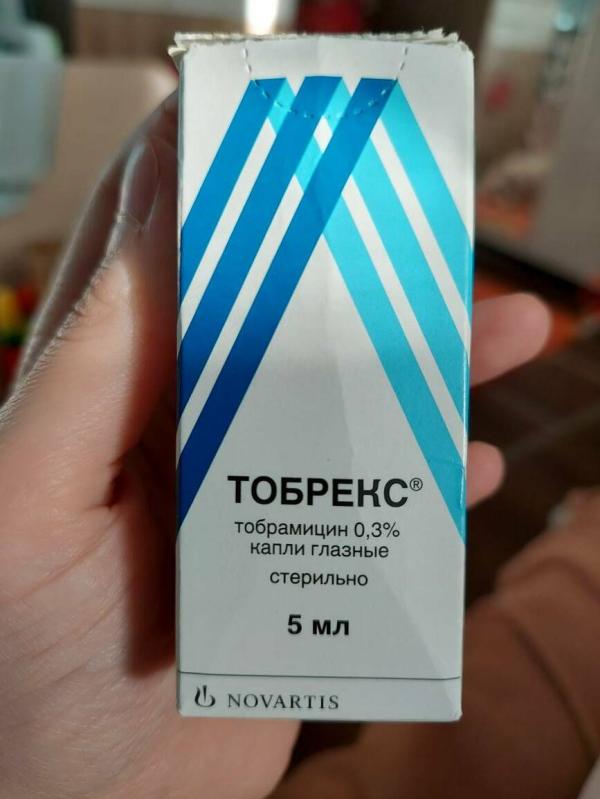 ТОБРЕКС®
тобрамицин 0,3%
капли глазные
стерильно
5 мл
NOVARTIS